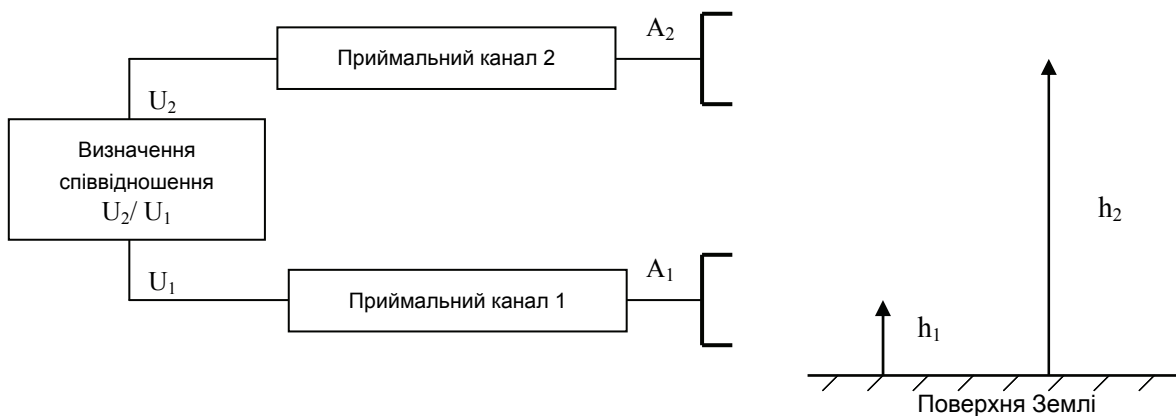 A₂
Приймальний канал 2
U₂
Визначення
співвідношення
U₂/ U₁
h₂
U₁
A₁
Приймальний канал 1
h₁
Поверхня Землі